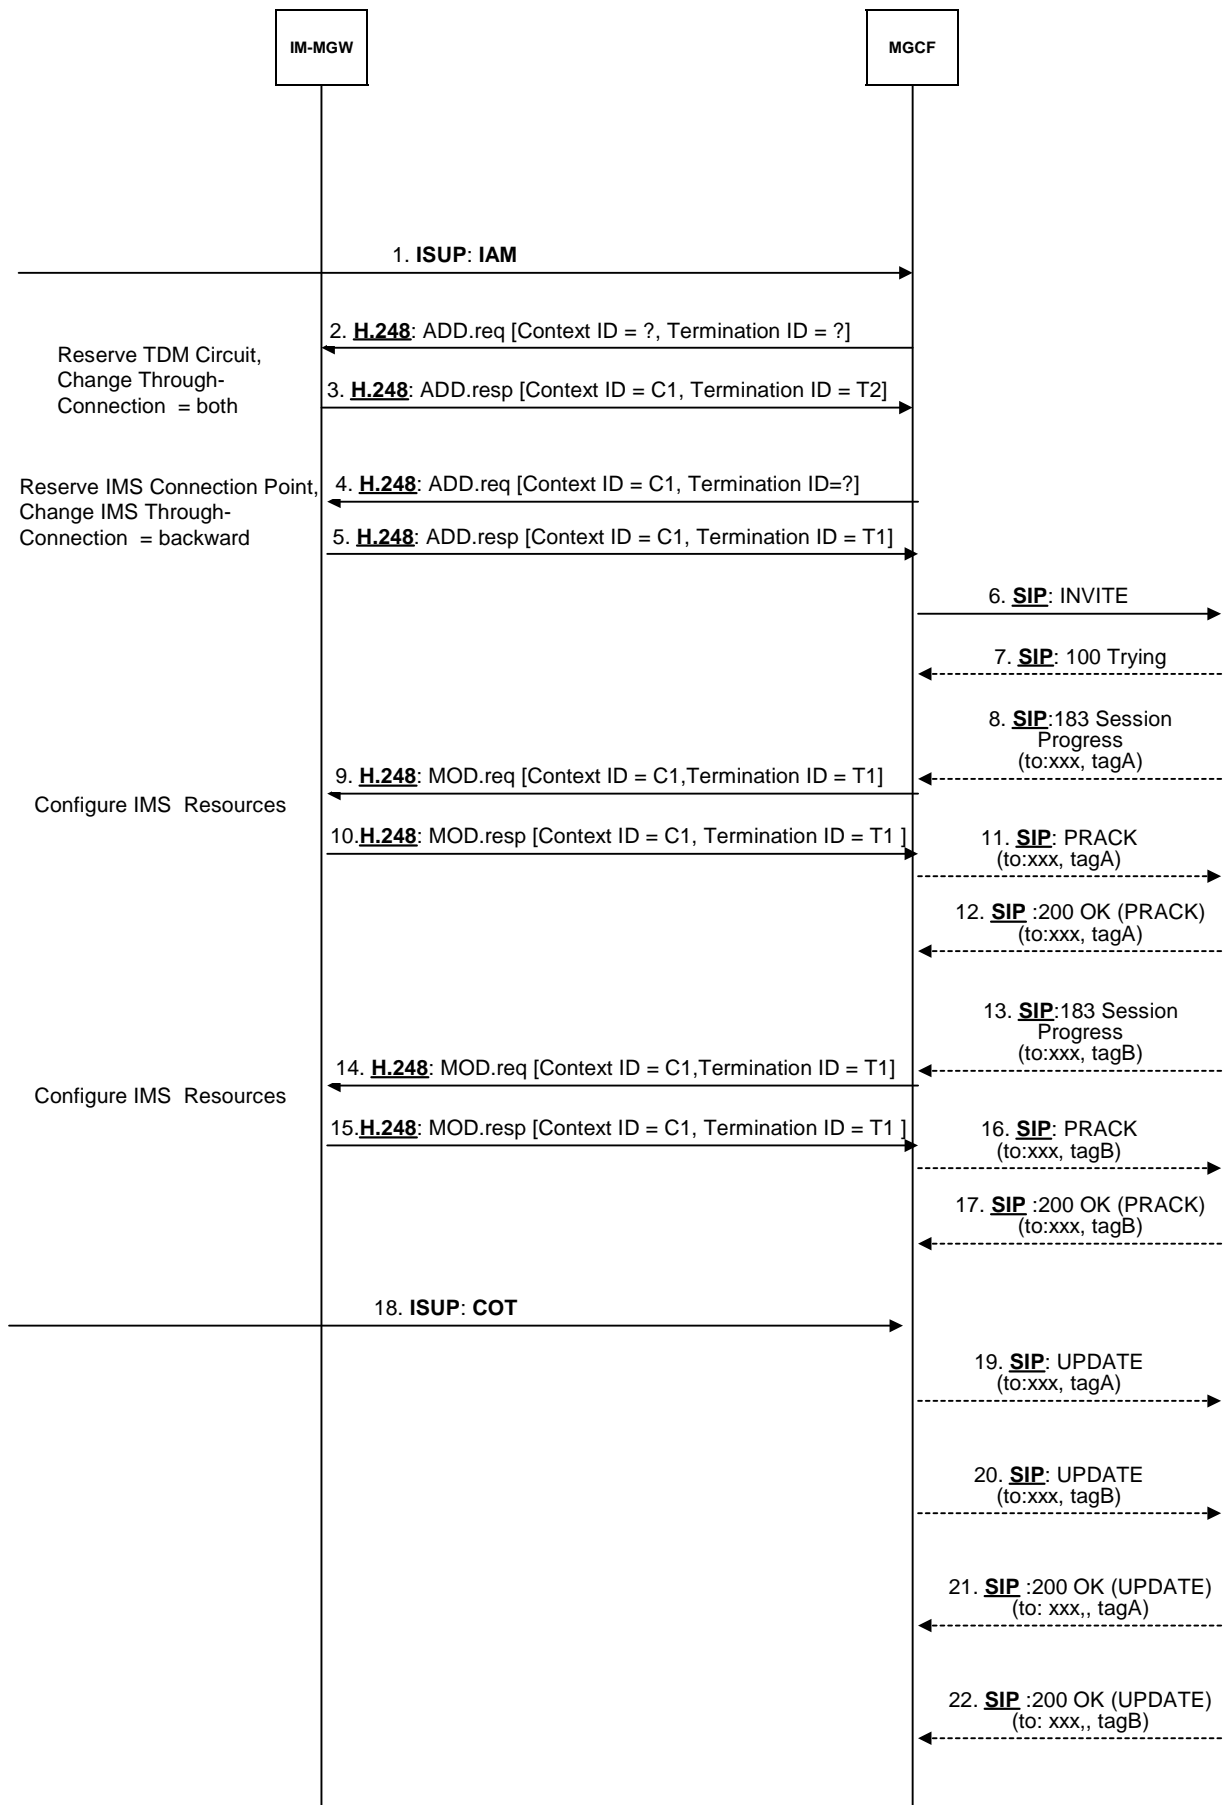 IM-MGW
MGCF
1. ISUP: IAM
2. H.248: ADD.req [Context ID = ?, Termination ID = ?]
Reserve TDM Circuit,
Change Through-
Connection = both
3. H.248: ADD.resp [Context ID = C1, Termination ID = T2]
4. H.248: ADD.req [Context ID = C1, Termination ID=?]
Reserve IMS Connection Point,
Change IMS Through-
Connection = backward
5. H.248: ADD.resp [Context ID = C1, Termination ID = T1]
6. SIP: INVITE
7. SIP: 100 Trying
8. SIP:183 Session
Progress
(to:xxx, tagA)
9. H.248: MOD.req [Context ID = C1,Termination ID = T1]
Configure IMS Resources
10.H.248: MOD.resp [Context ID = C1, Termination ID = T1 ]
11. SIP: PRACK
(to:xxx, tagA)
12. SIP :200 OK (PRACK)
(to:xxx, tagA)
13. SIP:183 Session
Progress
(to:xxx, tagB)
14. H.248: MOD.req [Context ID = C1,Termination ID = T1]
Configure IMS Resources
15.H.248: MOD.resp [Context ID = C1, Termination ID = T1 ]
16. SIP: PRACK
(to:xxx, tagB)
17. SIP :200 OK (PRACK)
(to:xxx, tagB)
18. ISUP: COT
19. SIP: UPDATE
(to:xxx, tagA)
20. SIP: UPDATE
(to:xxx, tagB)
21. SIP :200 OK (UPDATE)
(to: xxx,, tagA)
22. SIP :200 OK (UPDATE)
(to: xxx,, tagB)